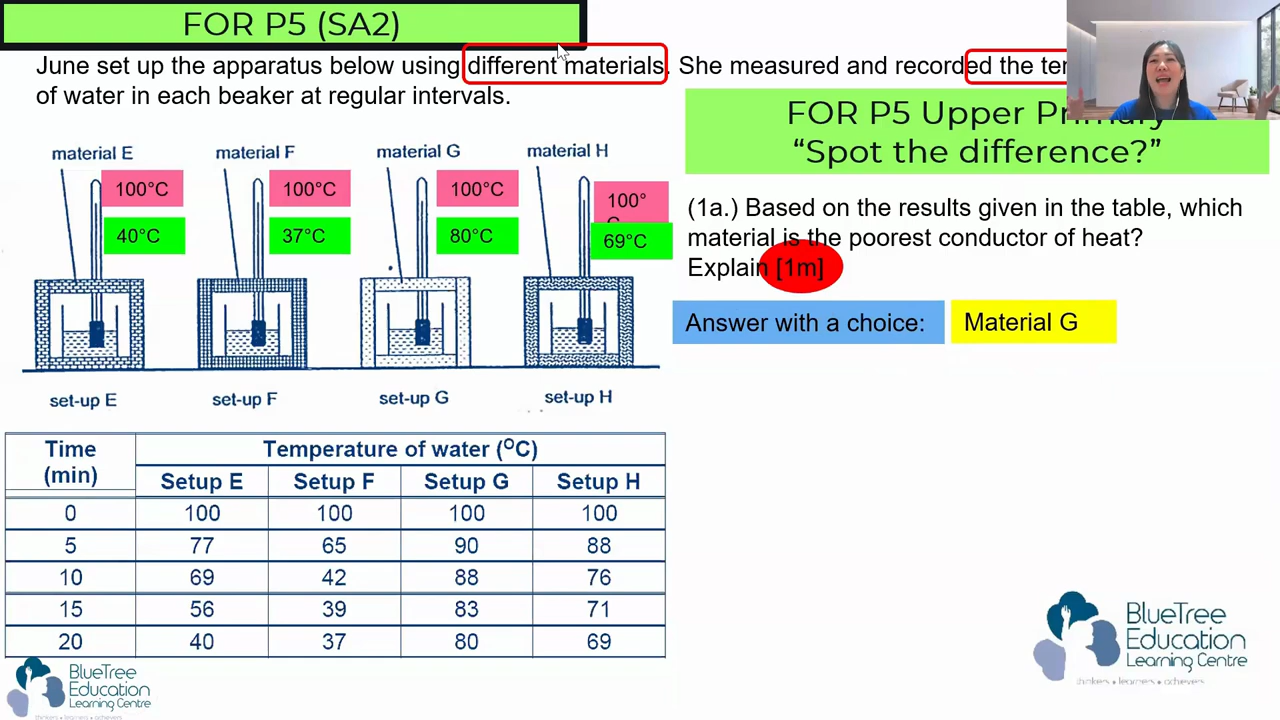 FOR P5 (SA2)
June set up the apparatus below using different materials. She measured and recorded the
of water in each beaker at regular intervals.
FOR P5 Upper Primary
“Spot the difference?”
material E
material F
material G
material H
100°C
100°C
100°C
100°
40°C
37°C
80°C
69°C
(1a.) Based on the results given in the table, which
material is the poorest conductor of heat?
Explain [1m]
Answer with a choice:
Material G
set-up E
set-up F
set-up G
set-up H
Time (min)
Temperature of water (°C)
Setup E Setup F Setup G Setup H
0 100 100 100 100
5 77 65 90 88
10 69 42 88 76
15 56 39 83 71
20 40 37 80 69
BlueTree
Education
Learning Centre
thinkers • learners • achievers
BlueTree
Education
Learning Centre
thinkers • learners • achievers